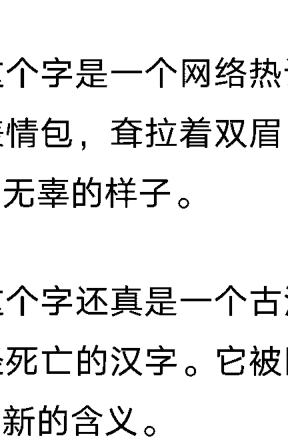 个字是一个网络热
情包，耷拉着双眉
无辜的样子。
个字还真是一个古
死亡的汉字。它被
新的含义。